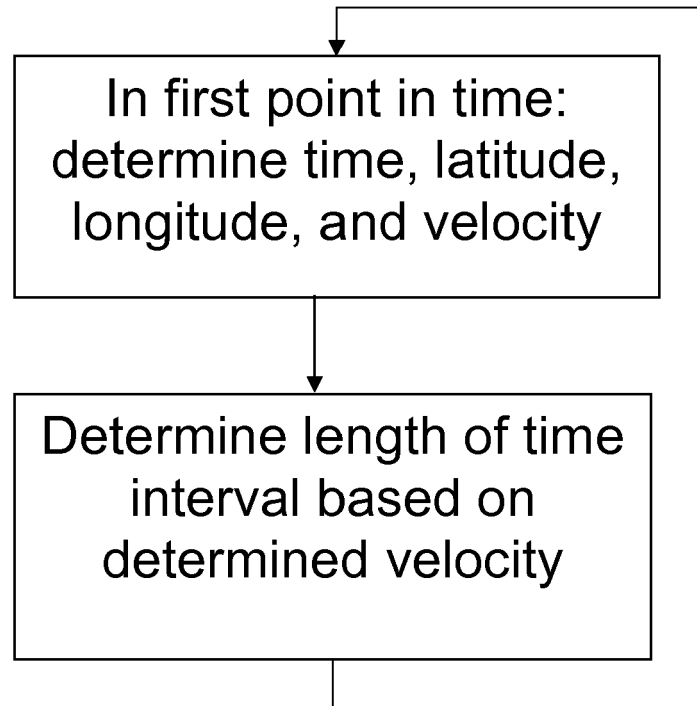 In first point in time:
determine time, latitude,
longitude, and velocity
Determine length of time
interval based on
determined velocity